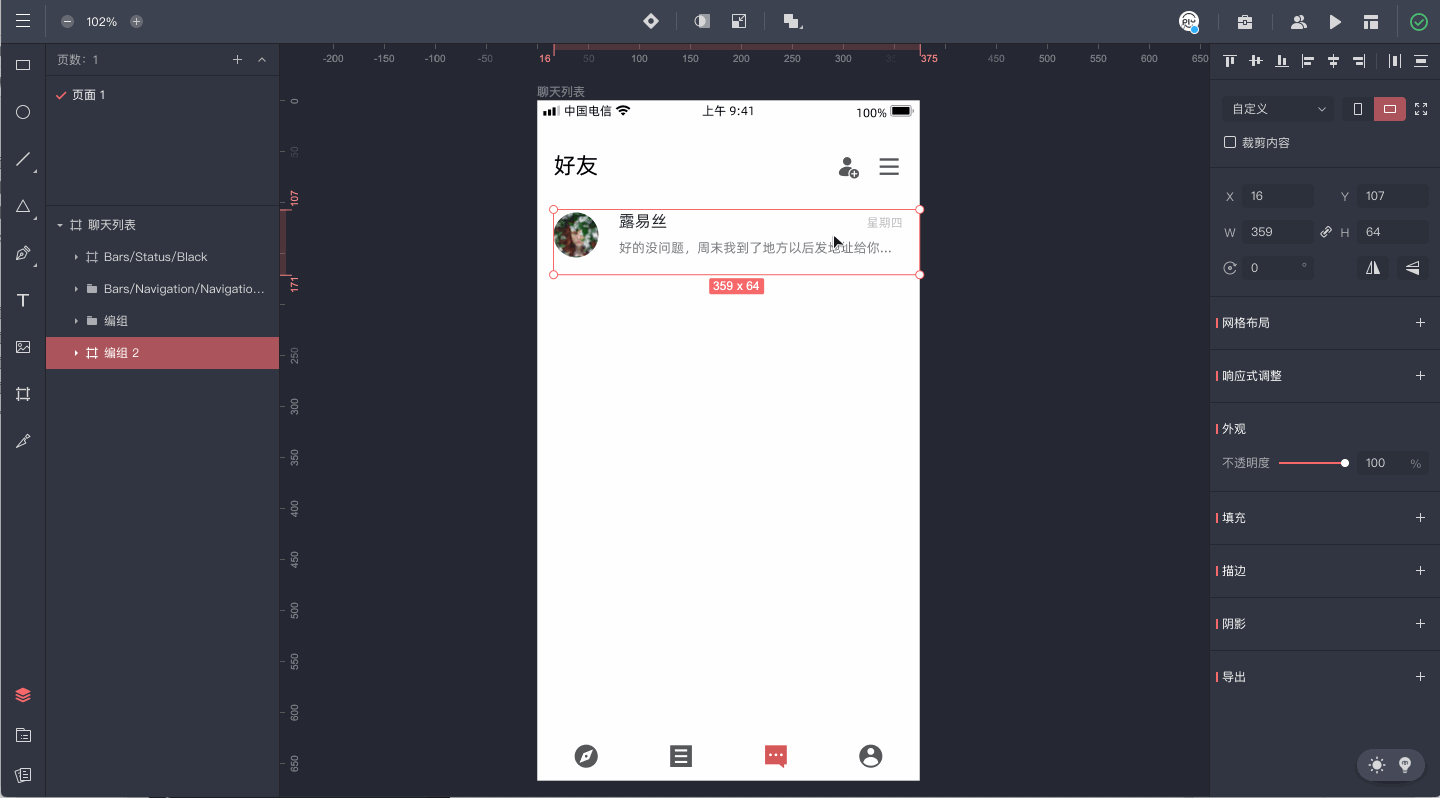 102%
页数：1
页面 1
聊天列表
Bars/Status/Black
Bars/Navigation/Navigatio...
编组
编组 2
-200 -150 -100 -50 16 50 100 150 200 250 300 375 450 500 550 600 650
0
50
107
171
250
300
350
400
450
500
550
600
650
聊天列表
中国电信 上午 9:41 100%
好友
露易丝 星期四
好的没问题，周末我到了地方以后发地址给你...
359 x 64
自定义
裁剪内容
X 16 Y 107
W 359 H 64
0 °
网格布局
响应式调整
外观
不透明度 100 %
填充
描边
阴影
导出